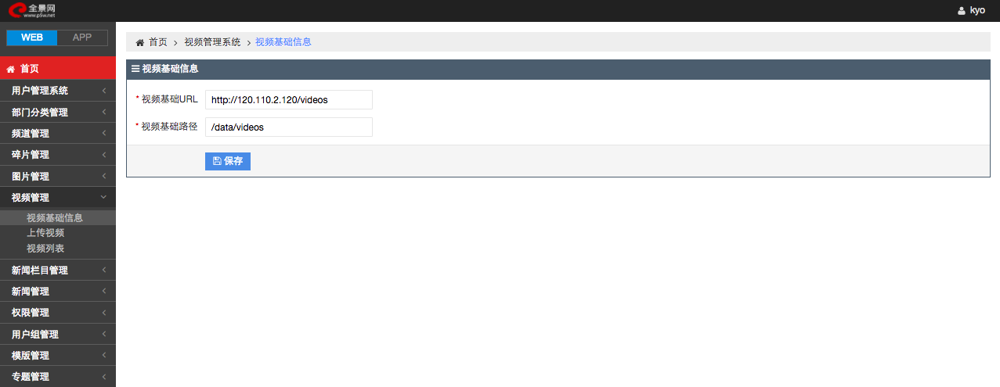 全景网
www.p5w.net
kyo
WEB
APP
首页
用户管理系统
部门分类管理
频道管理
碎片管理
图片管理
视频管理
视频基础信息
上传视频
视频列表
新闻栏目管理
新闻管理
权限管理
用户组管理
模版管理
专题管理
首页 > 视频管理系统 > 视频基础信息
视频基础信息
* 视频基础URL http://120.110.2.120/videos
* 视频基础路径 /data/videos
保存